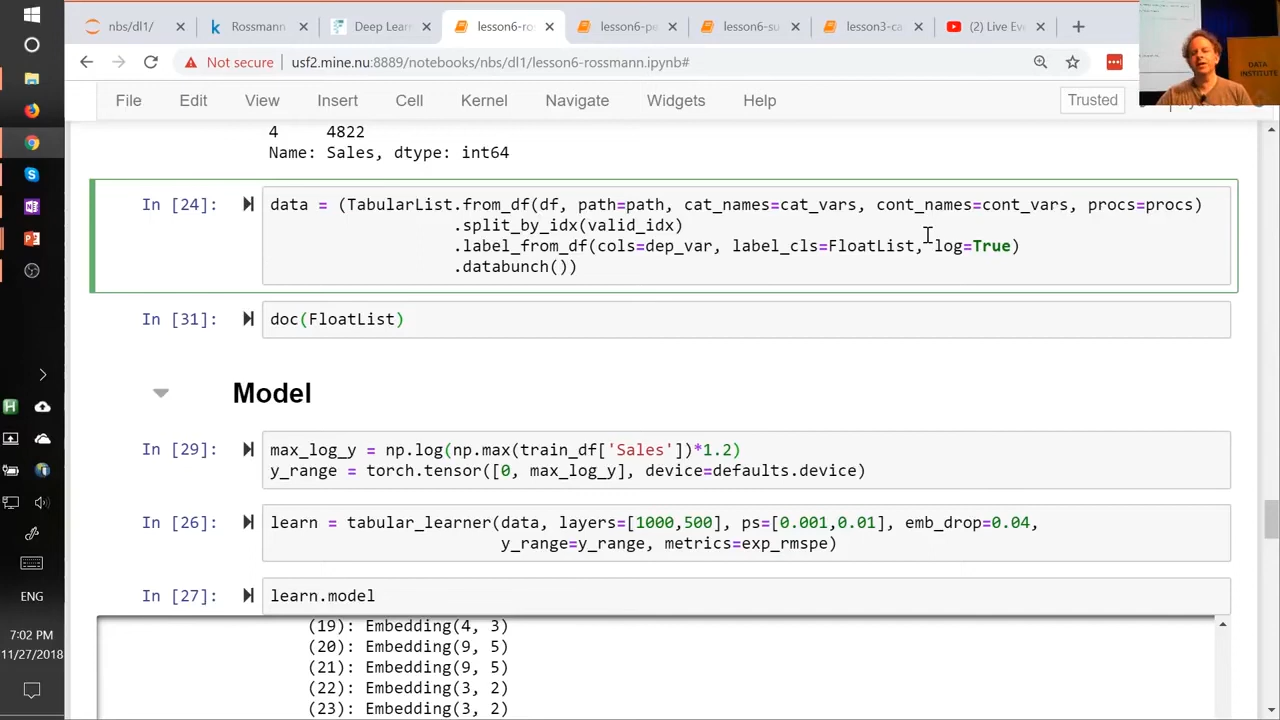 nbs/dl1/
Rossmann
Deep Learn
lesson6-ros
lesson6-pe
lesson6-su
lesson3-ca
(2) Live Eve
Not secure
usf2.mine.nu:8889/notebooks/nbs/dl1/lesson6-rossmann.ipynb#
DATA
INSTITUTE
File Edit View Insert Cell Kernel Navigate Widgets Help
Trusted
4 4822
Name: Sales, dtype: int64
In [24]: data = (TabularList.from_df(df, path=path, cat_names=cat_vars, cont_names=cont_vars, procs=procs)
.split_by_idx(valid_idx)
.label_from_df(cols=dep_var, label_cls=FloatList, log=True)
.databunch())
In [31]: doc(FloatList)
Model
In [29]: max_log_y = np.log(np.max(train_df['Sales'])*1.2)
y_range = torch.tensor([0, max_log_y], device=defaults.device)
In [26]: learn = tabular_learner(data, layers=[1000,500], ps=[0.001,0.01], emb_drop=0.04,
y_range=y_range, metrics=exp_rmspe)
In [27]: learn.model
(19): Embedding(4, 3)
(20): Embedding(9, 5)
(21): Embedding(9, 5)
(22): Embedding(3, 2)
(23): Embedding(3, 2)
ENG
7:02 PM
11/27/2018